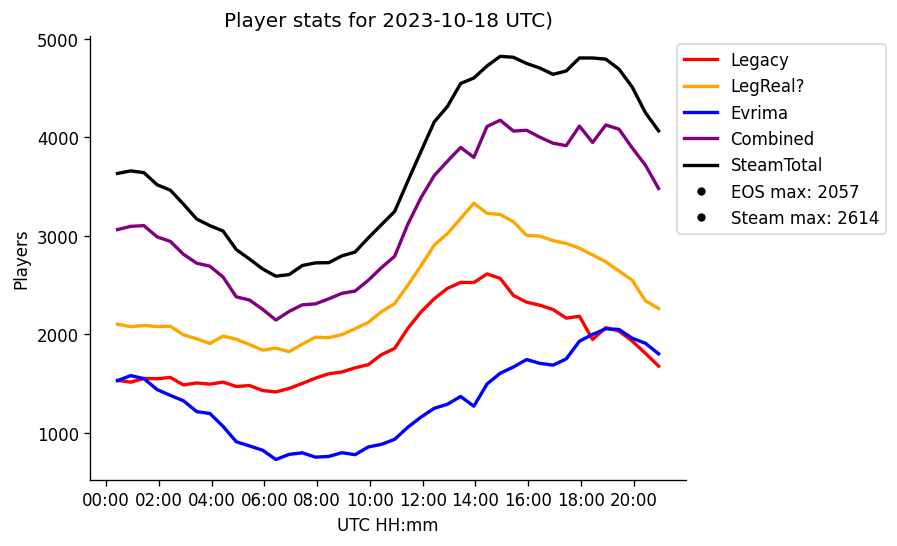 Player stats for 2023-10-18 UTC)
Players
5000
4000
3000
2000
1000
00:00 02:00 04:00 06:00 08:00 10:00 12:00 14:00 16:00 18:00 20:00
UTC HH:mm
Legacy
LegReal?
Evrima
Combined
SteamTotal
EOS max: 2057
Steam max: 2614